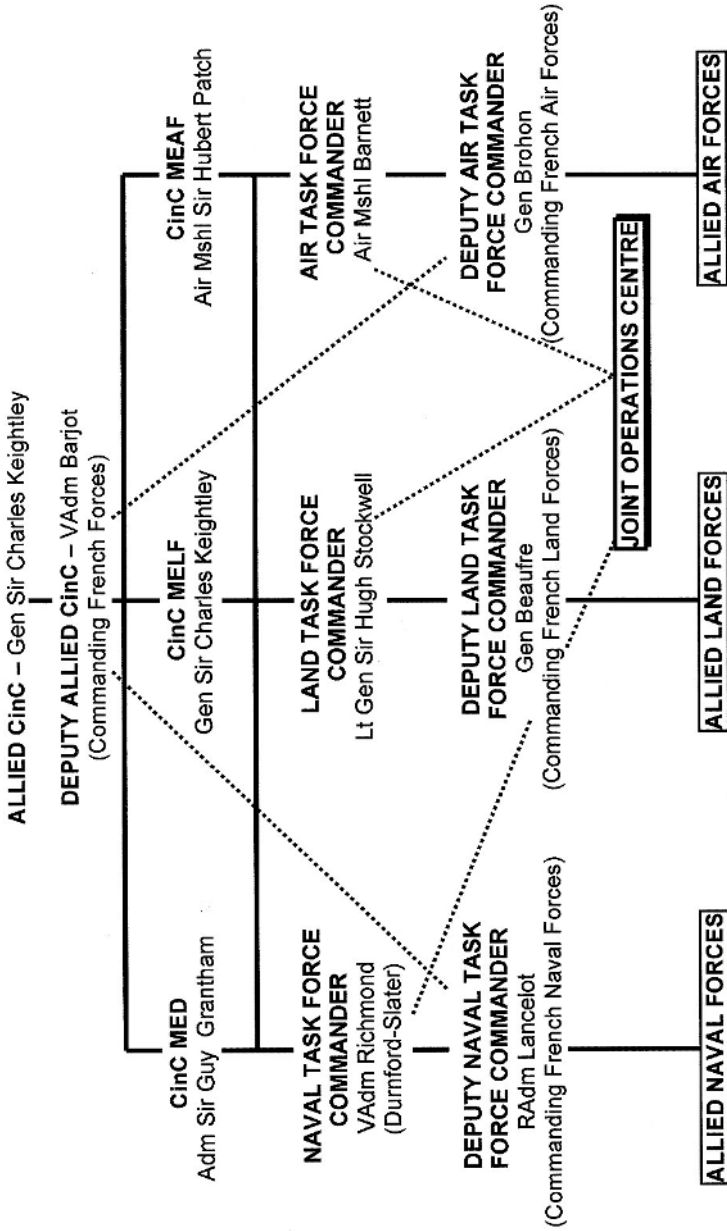 ALLIED CinC – Gen Sir Charles Keightley
DEPUTY ALLIED CinC – VAdm Barjot
(Commanding French Forces)
CinC MED
Adm Sir Guy Grantham
CinC MELF
Gen Sir Charles Keightley
CinC MEAF
Air Mshl Sir Hubert Patch
NAVAL TASK FORCE
COMMANDER
VAdm Richmond
(Durnford-Slater)
LAND TASK FORCE
COMMANDER
Lt Gen Sir Hugh Stockwell
AIR TASK FORCE
COMMANDER
Air Mshl Barnett
DEPUTY NAVAL TASK
FORCE COMMANDER
RAdm Lancelot
(Commanding French Naval Forces)
DEPUTY LAND TASK
FORCE COMMANDER
Gen Beaufre
(Commanding French Land Forces)
DEPUTY AIR TASK
FORCE COMMANDER
Gen Brohon
(Commanding French Air Forces)
JOINT OPERATIONS CENTRE
ALLIED NAVAL FORCES
ALLIED LAND FORCES
ALLIED AIR FORCES